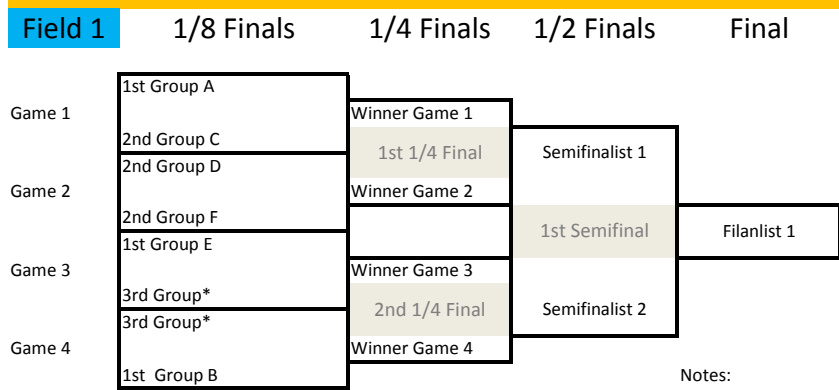 Field 1 1/8 Finals 1/4 Finals 1/2 Finals Final
1st Group A
Game 1 Winner Game 1
2nd Group C 1st 1/4 Final Semifinalist 1
2nd Group D
Game 2 Winner Game 2
2nd Group F 1st Semifinal Filanlist 1
1st Group E
Game 3 Winner Game 3
3rd Group* 2nd 1/4 Final Semifinalist 2
3rd Group*
Game 4 Winner Game 4
1st Group B Notes: